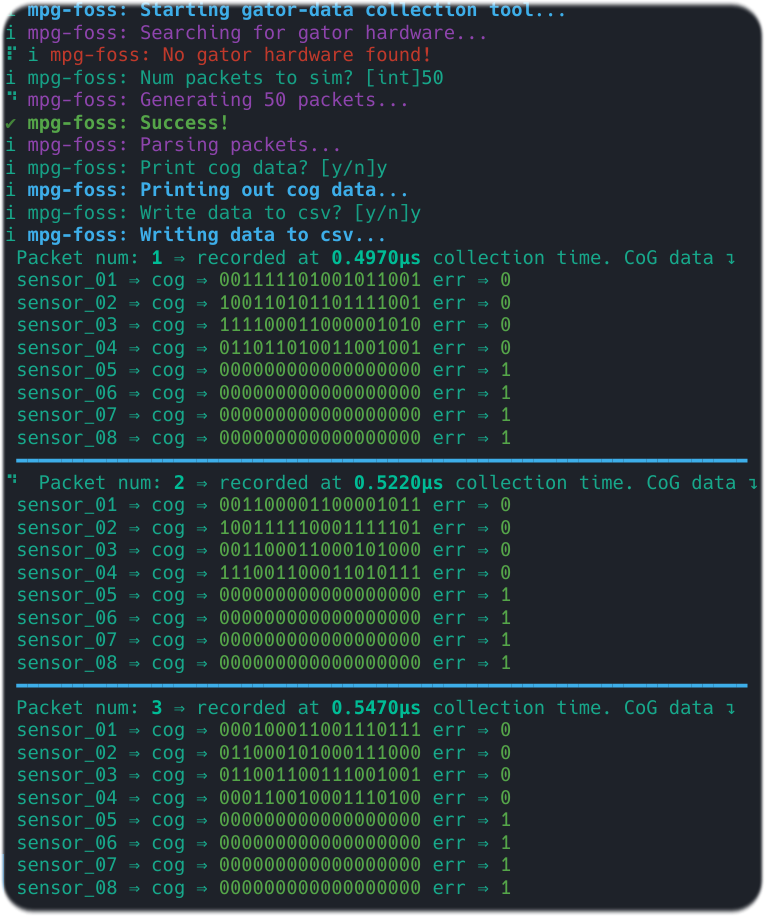 i mpg-foss: Starting gator-data collection tool...
i mpg-foss: Searching for gator hardware...
⠏ i mpg-foss: No gator hardware found!
i mpg-foss: Num packets to sim? [int]50
⠙ mpg-foss: Generating 50 packets...
✔ mpg-foss: Success!
i mpg-foss: Parsing packets...
i mpg-foss: Print cog data? [y/n]y
i mpg-foss: Printing out cog data...
i mpg-foss: Write data to csv? [y/n]y
i mpg-foss: Writing data to csv...
Packet num: 1 ⇒ recorded at 0.4970µs collection time. CoG data ↴
sensor_01 ⇒ cog ⇒ 001111101001011001 err ⇒ 0
sensor_02 ⇒ cog ⇒ 100110101101111001 err ⇒ 0
sensor_03 ⇒ cog ⇒ 111100011000001010 err ⇒ 0
sensor_04 ⇒ cog ⇒ 011011010011001001 err ⇒ 0
sensor_05 ⇒ cog ⇒ 000000000000000000 err ⇒ 1
sensor_06 ⇒ cog ⇒ 000000000000000000 err ⇒ 1
sensor_07 ⇒ cog ⇒ 000000000000000000 err ⇒ 1
sensor_08 ⇒ cog ⇒ 000000000000000000 err ⇒ 1
⠙ Packet num: 2 ⇒ recorded at 0.5220µs collection time. CoG data ↴
sensor_01 ⇒ cog ⇒ 001100001100001011 err ⇒ 0
sensor_02 ⇒ cog ⇒ 100111110001111101 err ⇒ 0
sensor_03 ⇒ cog ⇒ 001100011000101000 err ⇒ 0
sensor_04 ⇒ cog ⇒ 111001100011010111 err ⇒ 0
sensor_05 ⇒ cog ⇒ 000000000000000000 err ⇒ 1
sensor_06 ⇒ cog ⇒ 000000000000000000 err ⇒ 1
sensor_07 ⇒ cog ⇒ 000000000000000000 err ⇒ 1
sensor_08 ⇒ cog ⇒ 000000000000000000 err ⇒ 1
Packet num: 3 ⇒ recorded at 0.5470µs collection time. CoG data ↴
sensor_01 ⇒ cog ⇒ 000100011001110111 err ⇒ 0
sensor_02 ⇒ cog ⇒ 011000101000111000 err ⇒ 0
sensor_03 ⇒ cog ⇒ 011001100111001001 err ⇒ 0
sensor_04 ⇒ cog ⇒ 000110010001110100 err ⇒ 0
sensor_05 ⇒ cog ⇒ 000000000000000000 err ⇒ 1
sensor_06 ⇒ cog ⇒ 000000000000000000 err ⇒ 1
sensor_07 ⇒ cog ⇒ 000000000000000000 err ⇒ 1
sensor_08 ⇒ cog ⇒ 000000000000000000 err ⇒ 1